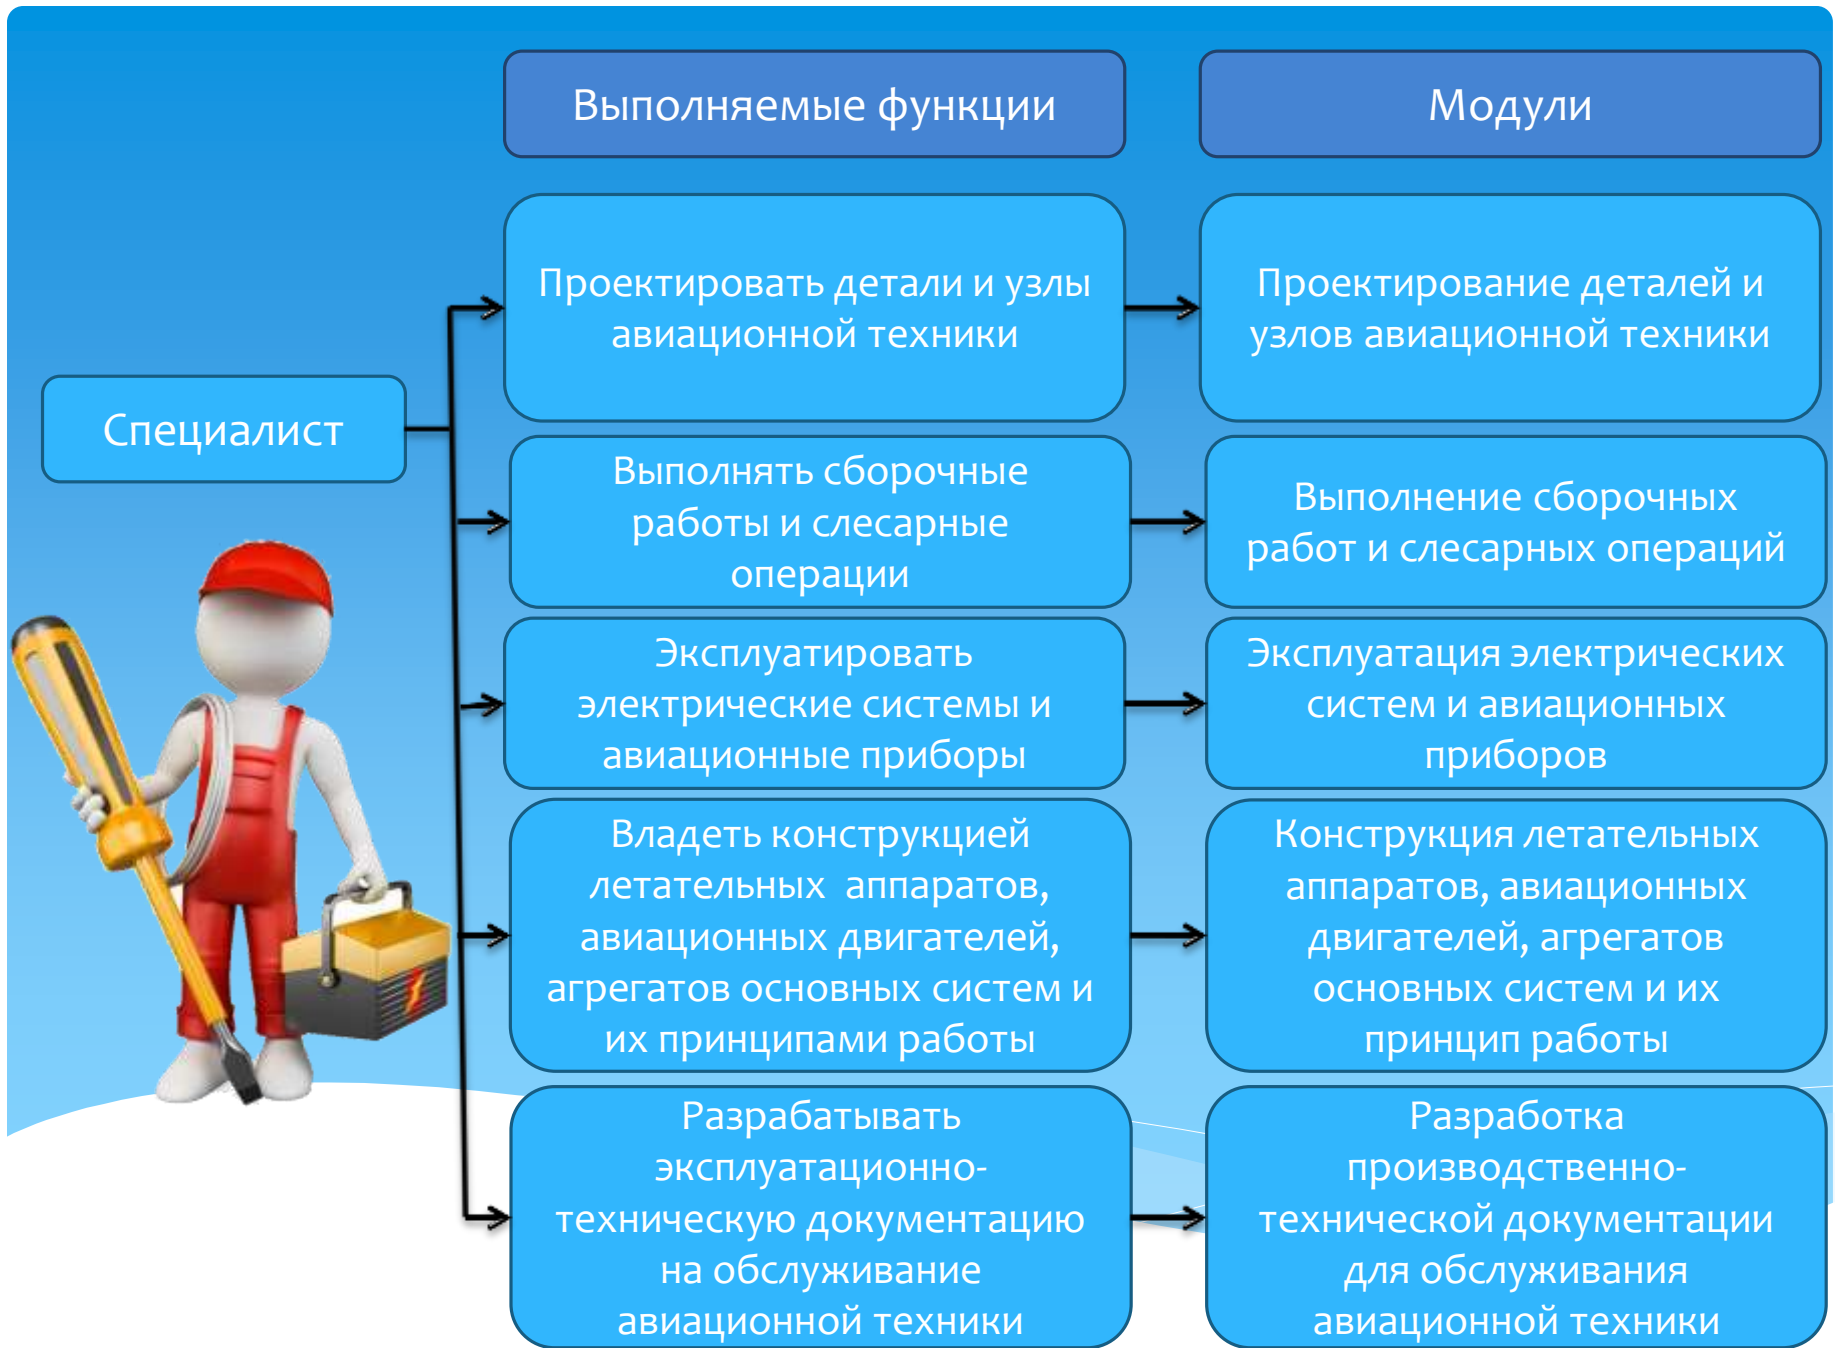 Выполняемые функции
Модули
Специалист
Проектировать детали и узлы
авиационной техники
Проектирование деталей и
узлов авиационной техники
Выполнять сборочные
работы и слесарные
операции
Выполнение сборочных
работ и слесарных операций
Эксплуатировать
электрические системы и
авиационные приборы
Эксплуатация электрических
систем и авиационных
приборов
Владеть конструкцией
летательных аппаратов,
авиационных двигателей,
агрегатов основных систем и
их принципами работы
Конструкция летательных
аппаратов, авиационных
двигателей, агрегатов
основных систем и их
принцип работы
Разрабатывать
эксплуатационно-
техническую документацию
на обслуживание
авиационной техники
Разработка
производственно-
технической документации
для обслуживания
авиационной техники